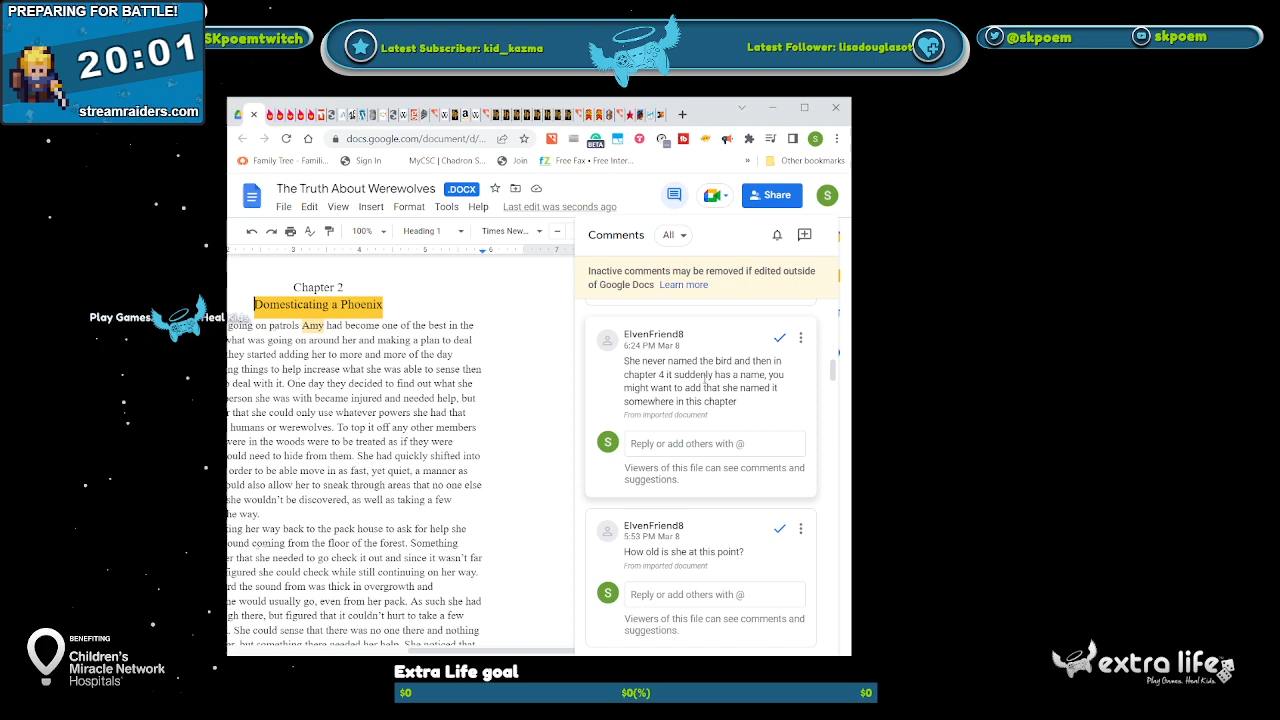 PREPARING FOR BATTLE!
20:01
streamraiders.com
SKpoemtwitch
Latest Subscriber: kid_kazma
Latest Follower: lisadouglasot
@skpoem
skpoem
docs.google.com/document/d/...
BETA
Family Tree - Famili...
Sign In
MyCSC | Chadron S...
Join
Free Fax • Free Inter...
»
Other bookmarks
The Truth About Werewolves
.DOCX
Share
S
File
Edit
View
Insert
Format
Tools
Help
Last edit was seconds ago
100%
Heading 1
Times New...
Comments
All
3
4
5
6
7
Inactive comments may be removed if edited outside
of Google Docs
Learn more
Chapter 2
Domesticating a Phoenix
going on patrols Amy had become one of the best in the
what was going on around her and making a plan to deal
they started adding her to more and more of the day
ng things to help increase what she was able to sense then
deal with it. One day they decided to find out what she
person she was with became injured and needed help, but
r that she could only use whatever powers she had that
humans or werewolves. To top it off any other members
were in the woods were to be treated as if they were
ould need to hide from them. She had quickly shifted into
order to be able move in as fast, yet quiet, a manner as
ould also allow her to sneak through areas that no one else
she wouldn't be discovered, as well as taking a few
he way.
ing her way back to the pack house to ask for help she
ound coming from the floor of the forest. Something
er that she needed to go check it out and since it wasn't far
figured she could check while still continuing on her way.
rd the sound from was thick in overgrowth and
ne would usually go, even from her pack. As such she had
gh there, but figured that it couldn't hurt to take a few
. She could sense that there was no one there and nothing
er, but something there needed her help. She noticed that
ElvenFriend8
6:24 PM Mar 8
She never named the bird and then in
chapter 4 it suddenly has a name, you
might want to add that she named it
somewhere in this chapter
From imported document
S
Reply or add others with @
Viewers of this file can see comments and
suggestions.
ElvenFriend8
5:53 PM Mar 8
How old is she at this point?
From imported document
S
Reply or add others with @
Viewers of this file can see comments and
suggestions.
Play Games.
Heal Kids.
BENEFITING
Children's
Miracle Network
Hospitals
Extra Life goal
$0
$0(%)
$0
extra life
Play Games. Heal Kids.